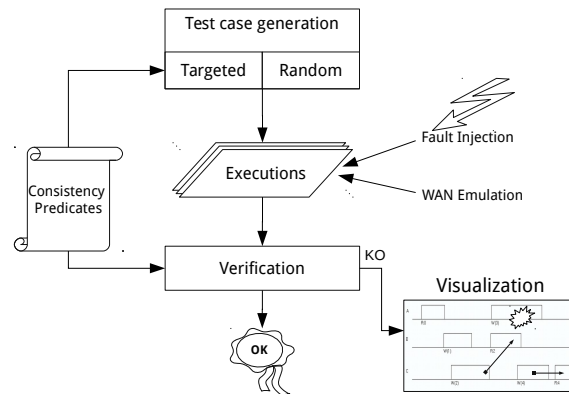 Test case generation
Targeted
Random
Fault Injection
Executions
Consistency
Predicates
WAN Emulation
KO
Verification
Visualization
A
B
C
OK